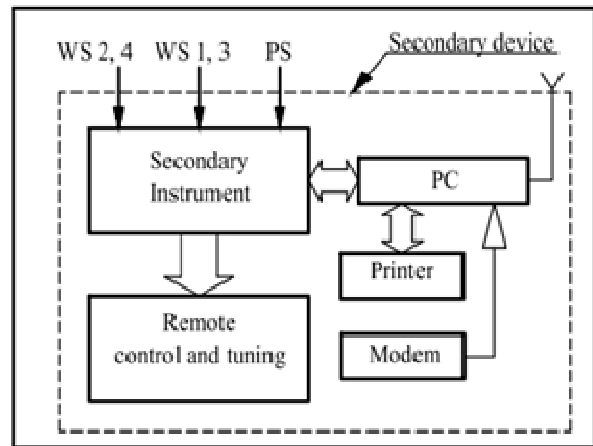 Secondary device
WS 2, 4
WS 1, 3
PS
Secondary
Instrument
PC
Printer
Remote
control and tuning
Modem